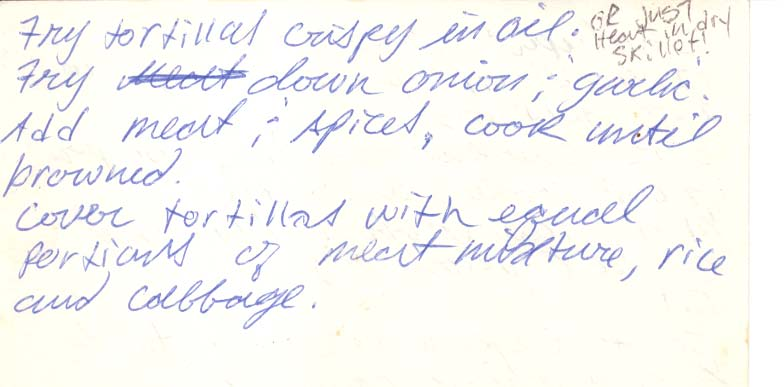 Fry tortillas crispy in oil. OR Just
Heat in dry
Skillet!
Fry Meat down onion, & garlic.
Add meat, & spices, cook until
browned.
Cover tortillas with equal
portions of meat mixture, rice
and cabbage.